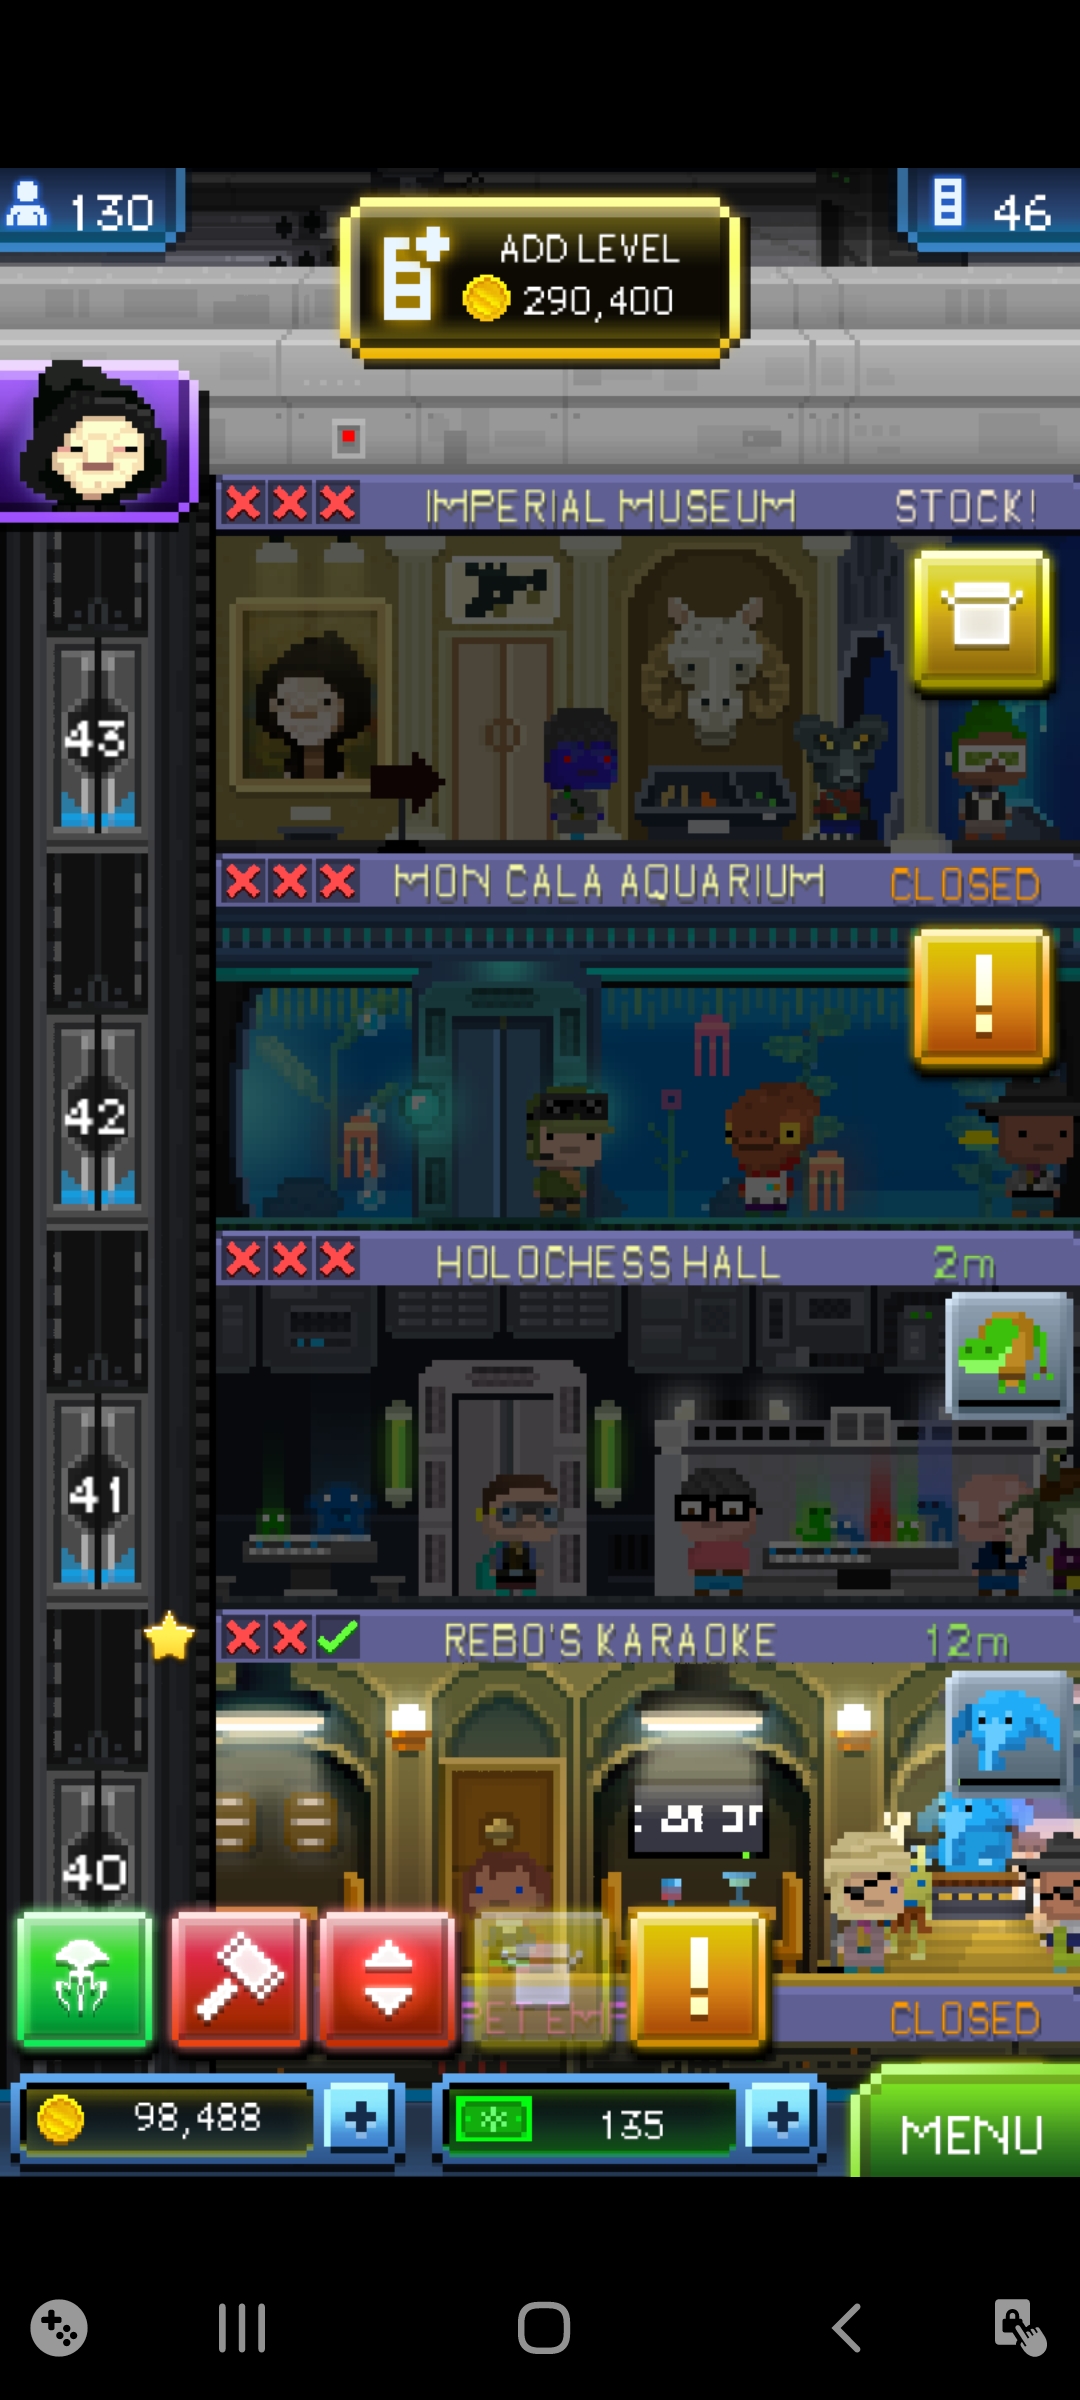 130
46
ADD LEVEL
290,400
IMPERIAL MUSEUM
STOCK!
43
MON CALA AQUARIUM
CLOSED
42
HOLOCHESS HALL
2m
41
REBO'S KARAOKE
12m
40
CLOSED
98,488
135
MENU